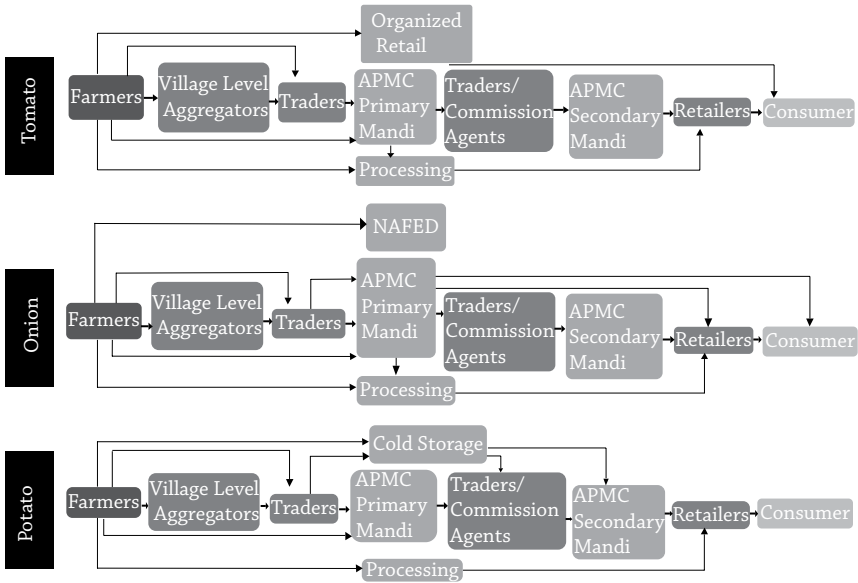 Tomato
Organized
Retail
Farmers
Village Level
Aggregators
Traders
APMC
Primary
Mandi
Traders/
Commission
Agents
APMC
Secondary
Mandi
Retailers
Consumer
Processing
Onion
NAFED
Farmers
Village Level
Aggregators
Traders
APMC
Primary
Mandi
Traders/
Commission
Agents
APMC
Secondary
Mandi
Retailers
Consumer
Processing
Potato
Cold Storage
Farmers
Village Level
Aggregators
Traders
APMC
Primary
Mandi
Traders/
Commission
Agents
APMC
Secondary
Mandi
Retailers
Consumer
Processing